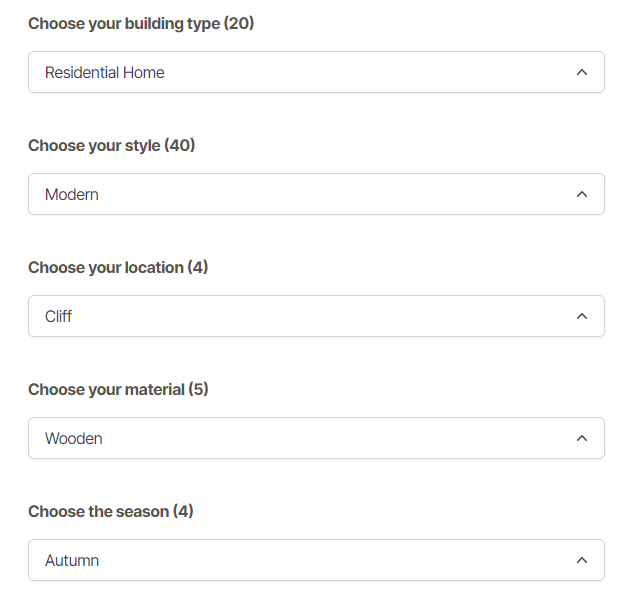 Choose your building type (20)
Residential Home
Choose your style (40)
Modern
Choose your location (4)
Cliff
Choose your material (5)
Wooden
Choose the season (4)
Autumn